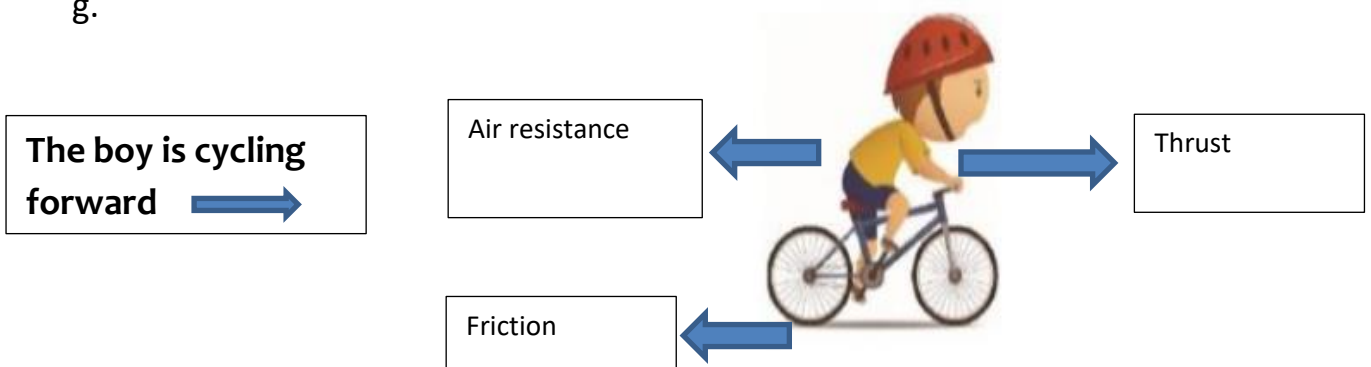 g.
The boy is cycling
forward
Air resistance
Thrust
Friction